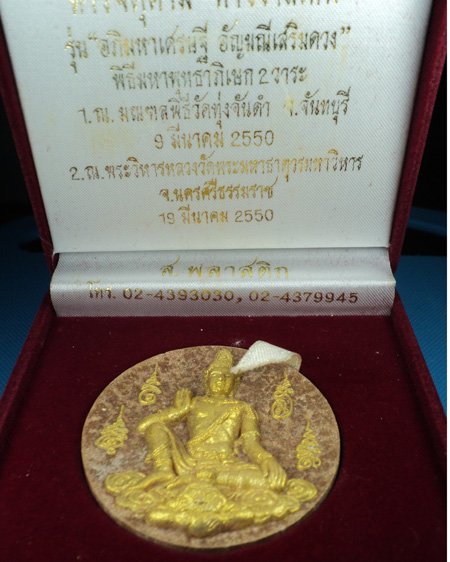 รุ่น"อภิมหาเศรษฐี อัญมณีเสริมดวง"
พิธีมหาพุทธาภิเษก 2 วาระ
1.ณ. มณฑลพิธีวัดทุ่งจันดำ จ.จันทบุรี
9 มีนาคม 2550
2.ณ.พระวิหารหลวงวัดพระมหาธาตุวรมหาวิหาร
จ.นครศรีธรรมราช
19 มีนาคม 2550
ส.พลาสติก
โทร. 02-4393030, 02-4379945